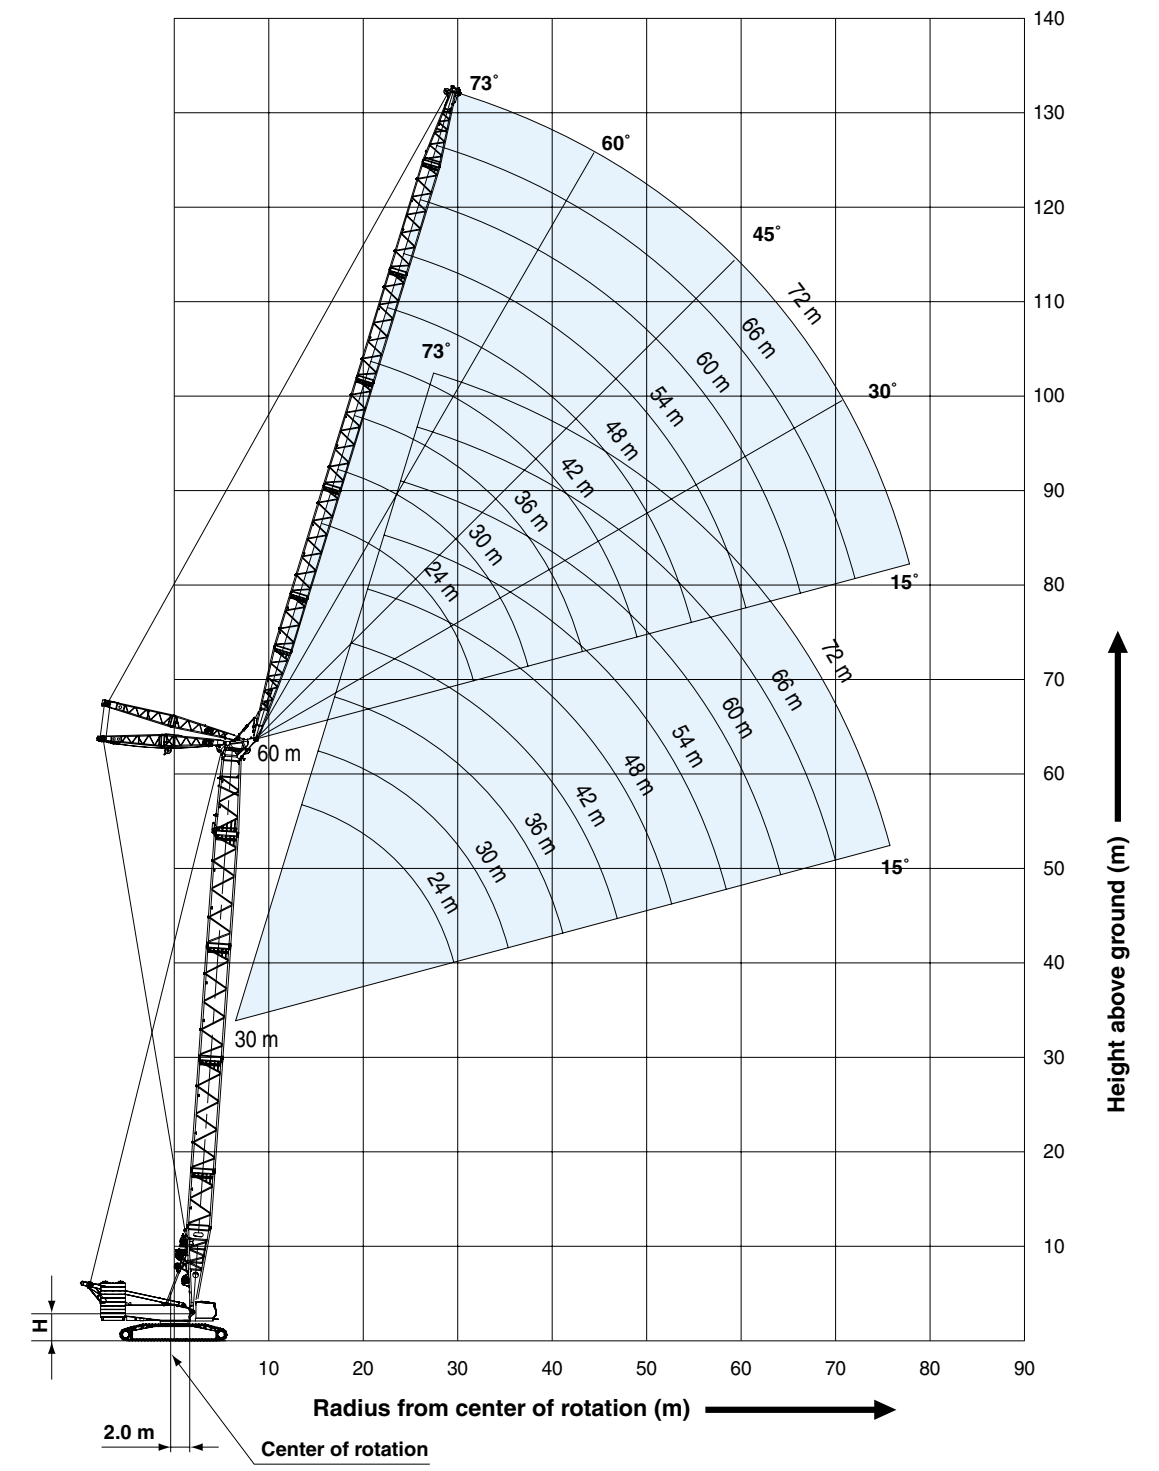 140
73°
130
60°
120
45°
72 m
110
66 m
73°
60 m
30°
54 m
100
48 m
42 m
90
36 m
30 m
24 m
15°
80
72 m
70
66 m
60 m
60 m
54 m
60
48 m
42 m
36 m
30 m
15°
50
24 m
40
30 m
30
20
10
Height above ground (m)
H
10 20 30 40 50 60 70 80 90
Radius from center of rotation (m)
2.0 m
Center of rotation